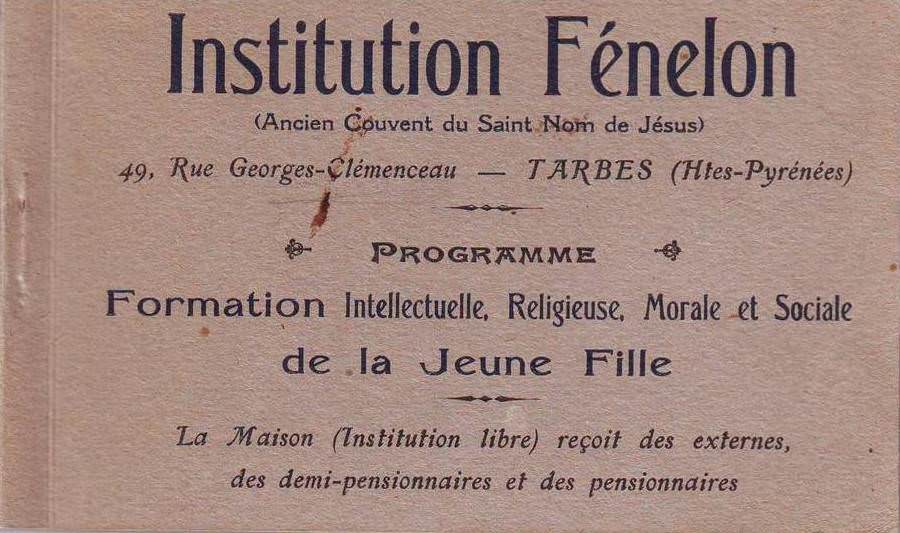 Institution Fénelon
(Ancien Couvent du Saint Nom de Jésus)
49, Rue Georges-Clémenceau — TARBES (Htes-Pyrénées)
PROGRAMME
Formation Intellectuelle, Religieuse, Morale et Sociale
de la Jeune Fille
La Maison (Institution libre) reçoit des externes,
des demi-pensionnaires et des pensionnaires